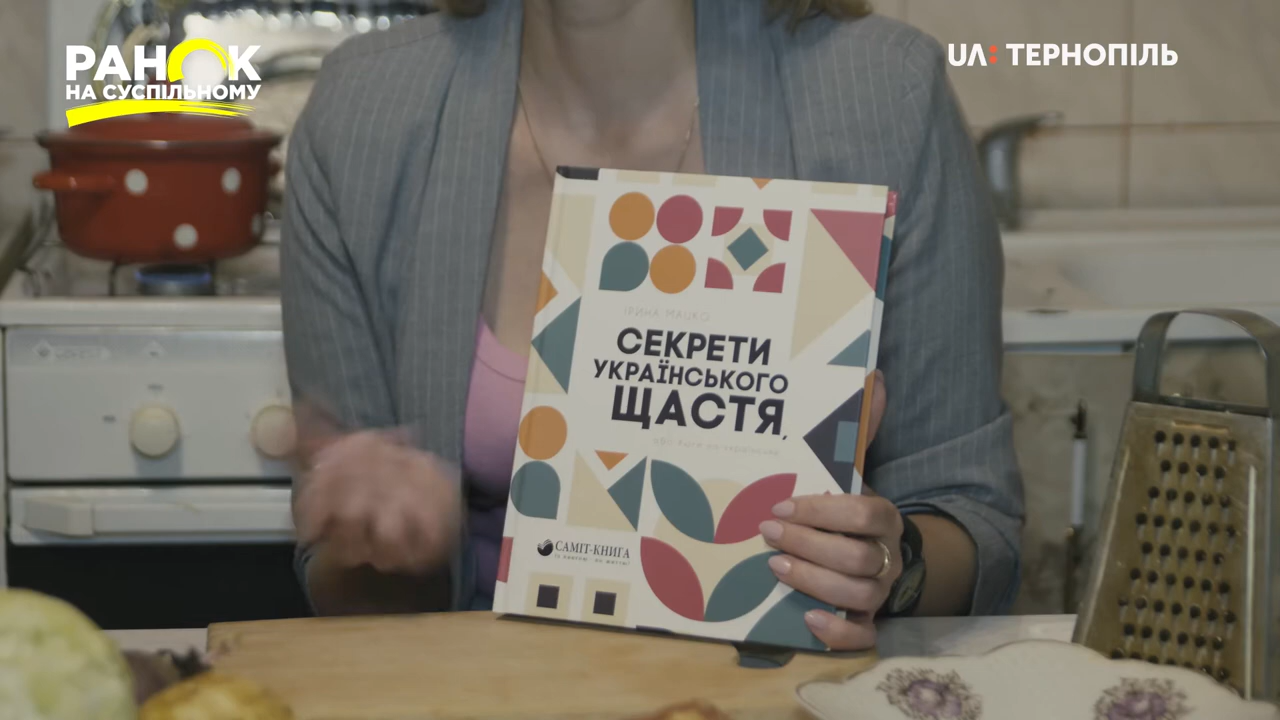 РАНОК
НА СУСПІЛЬНОМУ
UA: ТЕРНОПІЛЬ
ІРИНА МАЦКО
СЕКРЕТИ
УКРАЇНСЬКОГО
ЩАСТЯ,
САМІТ-КНИГА